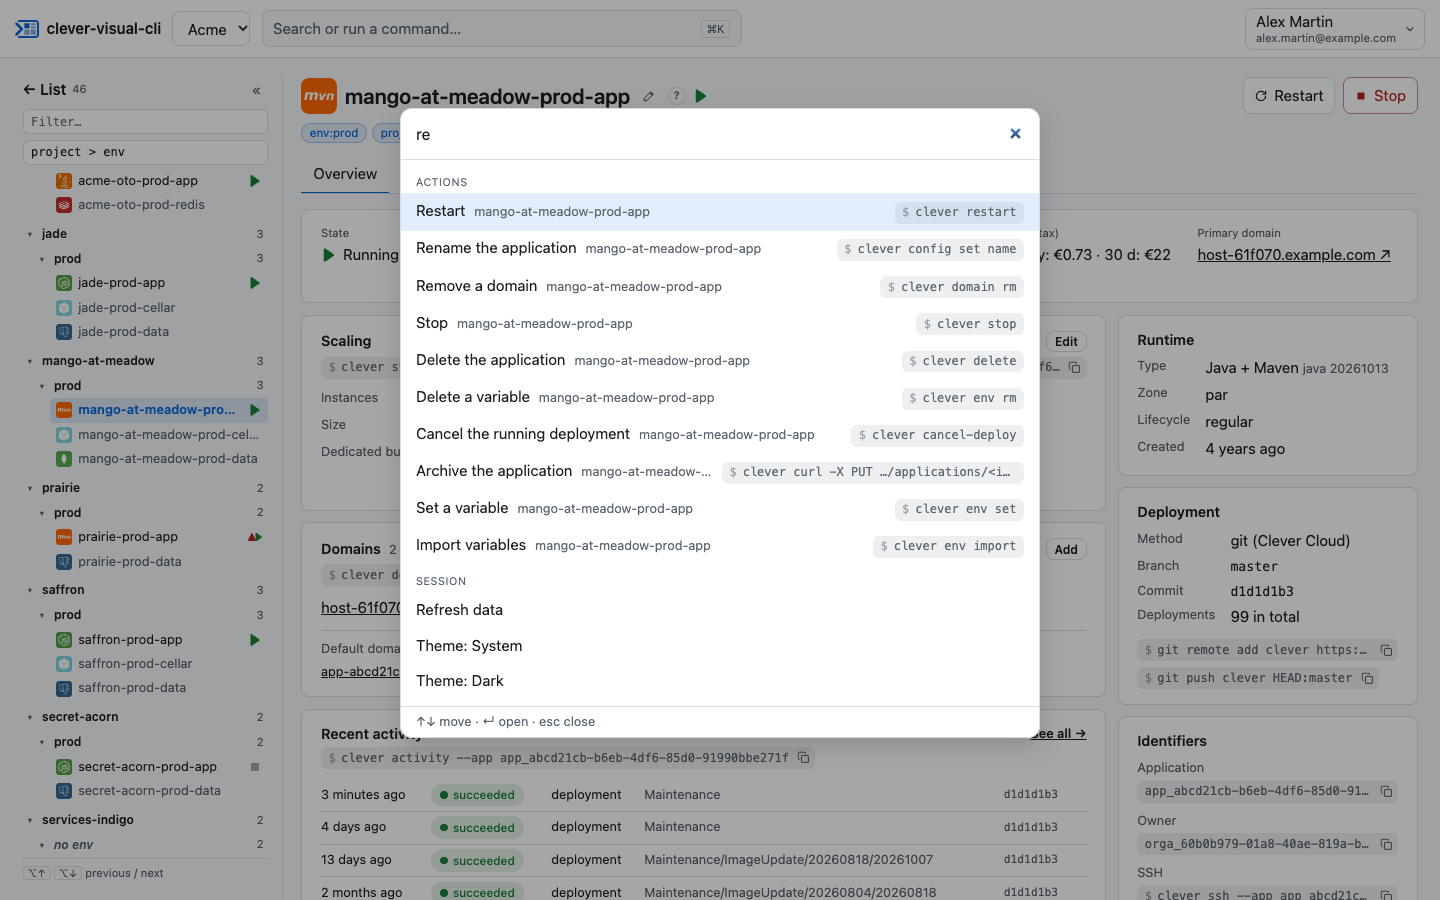 clever-visual-cli
Acme
Search or run a command...
⌘K
Alex Martin
alex.martin@example.com
← List 46
«
Filter…
project > env
acme-oto-prod-app
acme-oto-prod-redis
jade 3
prod 3
jade-prod-app
jade-prod-cellar
jade-prod-data
mango-at-meadow 3
prod 3
mango-at-meadow-pro...
mango-at-meadow-prod-cel...
mango-at-meadow-prod-data
prairie 2
prod 2
prairie-prod-app
prairie-prod-data
saffron 3
prod 3
saffron-prod-app
saffron-prod-cellar
saffron-prod-data
secret-acorn 2
prod 2
secret-acorn-prod-app
secret-acorn-prod-data
services-indigo 2
no env 2
⌥↑ ⌥↓ previous / next
mvn mango-at-meadow-prod-app ?
Restart
Stop
env:prod
Overview
State
Running
y: €0.73 · 30 d: €22
Primary domain
host-61f070.example.com ↗
Scaling
Edit
$ clever s
Instances
Size
Dedicated bu
Domains 2
Add
$ clever d
host-61f070
Default doma
app-abcd21c
Recent activ
See all →
$ clever activity --app app_abcd21cb-b6eb-4df6-85d0-91990bbe271f
3 minutes ago succeeded deployment Maintenance d1d1d1b3
4 days ago succeeded deployment Maintenance d1d1d1b3
13 days ago succeeded deployment Maintenance/ImageUpdate/20260818/20261007 d1d1d1b3
2 months ago succeeded deployment Maintenance/ImageUpdate/20260804/20260818 d1d1d1b3
re
×
ACTIONS
Restart mango-at-meadow-prod-app $ clever restart
Rename the application mango-at-meadow-prod-app $ clever config set name
Remove a domain mango-at-meadow-prod-app $ clever domain rm
Stop mango-at-meadow-prod-app $ clever stop
Delete the application mango-at-meadow-prod-app $ clever delete
Delete a variable mango-at-meadow-prod-app $ clever env rm
Cancel the running deployment mango-at-meadow-prod-app $ clever cancel-deploy
Archive the application mango-at-meadow-... $ clever curl -X PUT …/applications/<i…
Set a variable mango-at-meadow-prod-app $ clever env set
Import variables mango-at-meadow-prod-app $ clever env import
SESSION
Refresh data
Theme: System
Theme: Dark
↑↓ move · ↵ open · esc close
Runtime
Type Java + Maven java 20261013
Zone par
Lifecycle regular
Created 4 years ago
Deployment
Method git (Clever Cloud)
Branch master
Commit d1d1d1b3
Deployments 99 in total
$ git remote add clever https:…
$ git push clever HEAD:master
Identifiers
Application
app_abcd21cb-b6eb-4df6-85d0-91…
Owner
orga_60b0b979-01a8-40ae-819a-b…
SSH
$ clever ssh --app app_abcd21c…